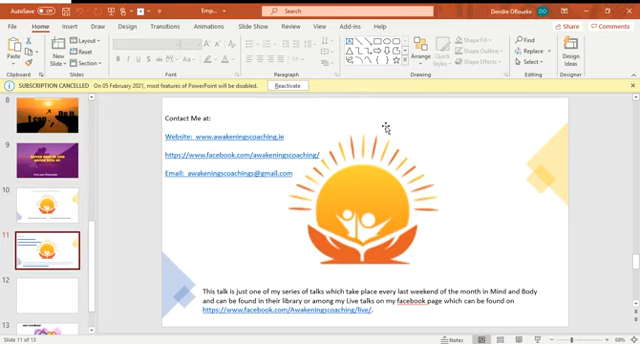 AutoSave Off
Temp...
Search
Deirdre ORourke
File
Home
Insert
Design
Transitions
Animations
Slide Show
Review
View
Add-ins
Help
Share
Comments
Paste
New
Slide
Layout
Reset
Section
Arrange
Quick
Styles
Shape Fill
Shape Outline
Shape Effects
Find
Replace
Select
Design
Ideas
Clipboard
Slides
Font
Paragraph
Drawing
Editing
Designer
SUBSCRIPTION CANCELLED On 05 February 2021, most features of PowerPoint will be disabled.
Reactivate
8
9
10
11
12
13
Contact Me at:
Website: www.awakeningscoaching.ie
https://www.facebook.com/awakeningscoaching/
Email: awakeningscoachings@gmail.com
This talk is just one of my series of talks which take place every last weekend of the month in Mind and Body
and can be found in their library or among my Live talks on my facebook page which can be found on
https://www.facebook.com/Awakeningscoaching/live/.
Slide 11 of 13
Notes
68%